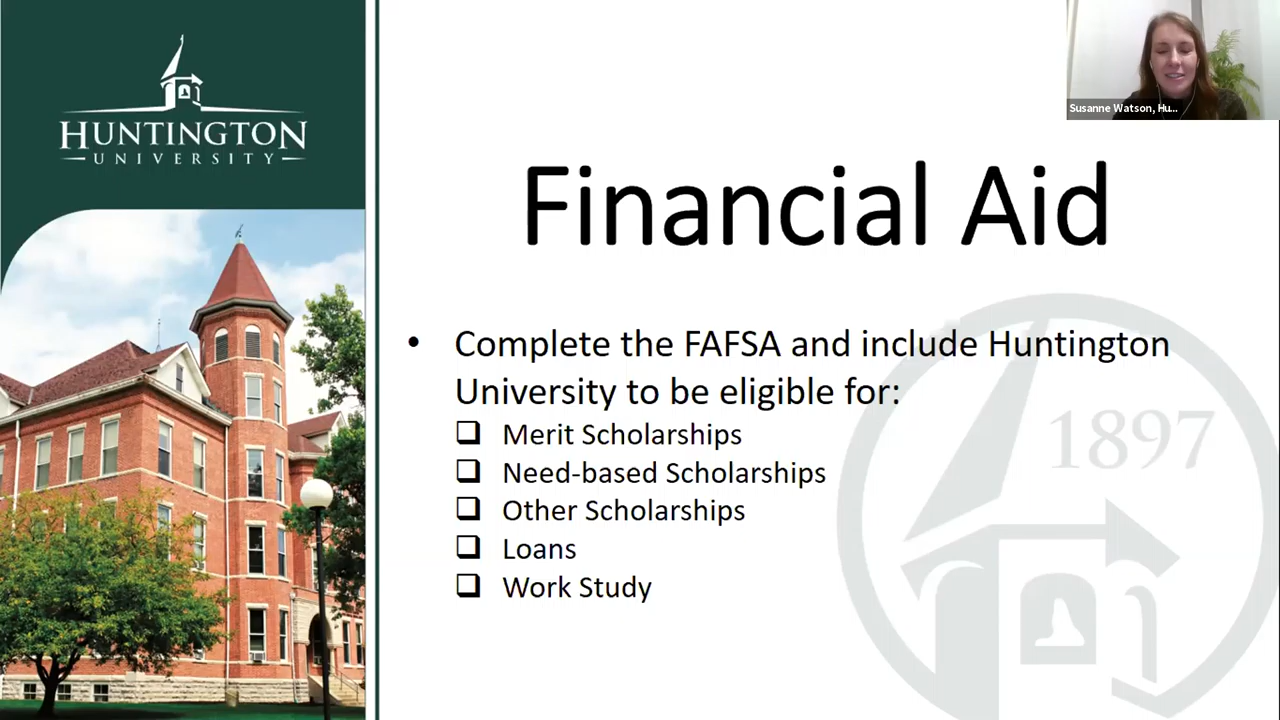 HUNTINGTON
UNIVERSITY
Susanne Watson, Hu...
Financial Aid
• Complete the FAFSA and include Huntington
University to be eligible for:
❑ Merit Scholarships
❑ Need-based Scholarships
❑ Other Scholarships
❑ Loans
❑ Work Study
1897